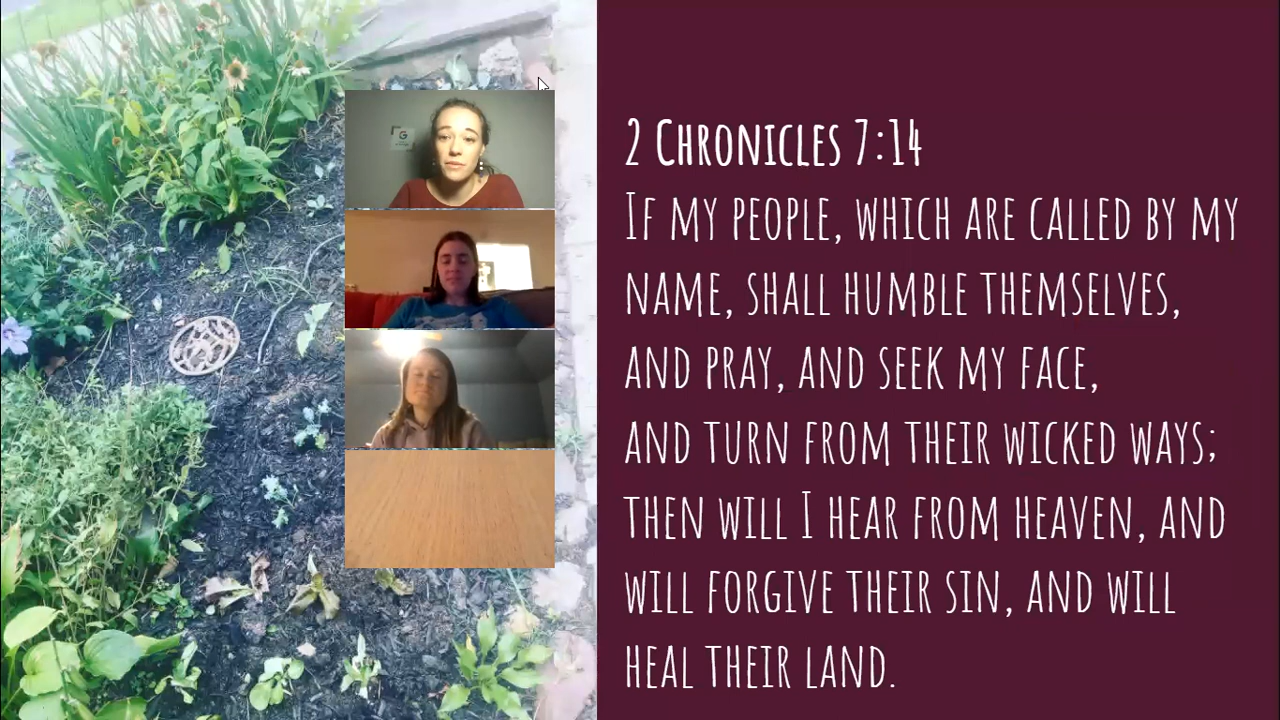 G
2 Chronicles 7:14
If my people, which are called by my
name, shall humble themselves,
and pray, and seek my face,
and turn from their wicked ways;
then will I hear from heaven, and
will forgive their sin, and will
heal their land.